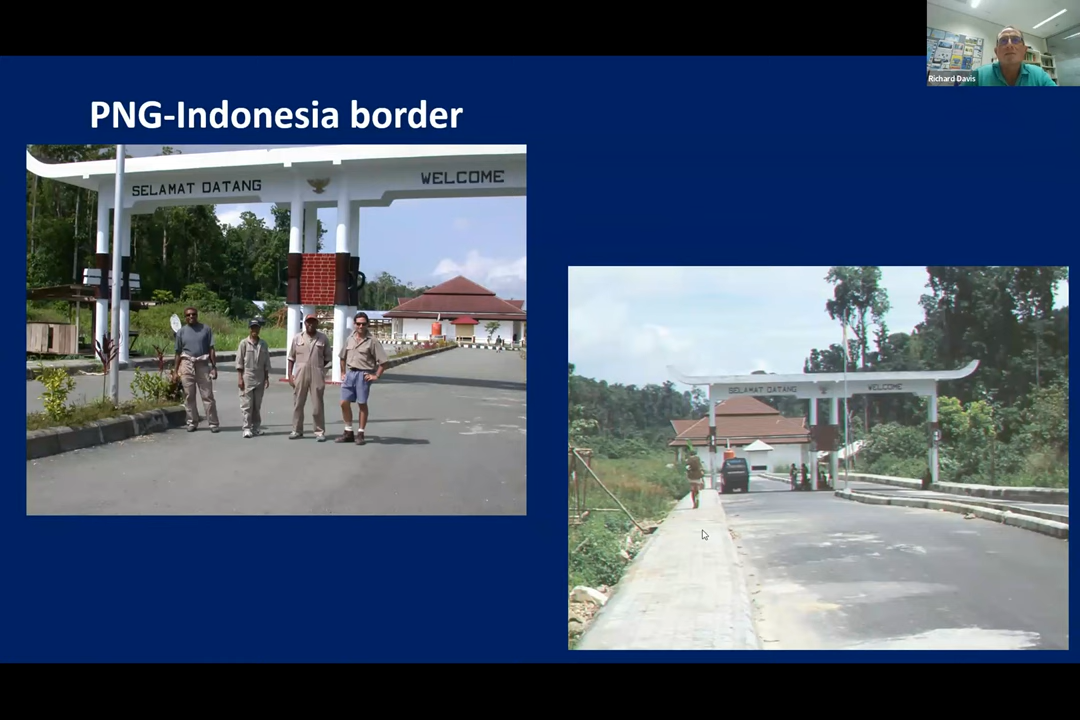 Richard Davis
PNG-Indonesia border
SELAMAT DATANG
WELCOME
SELAMAT DATANG
WELCOME